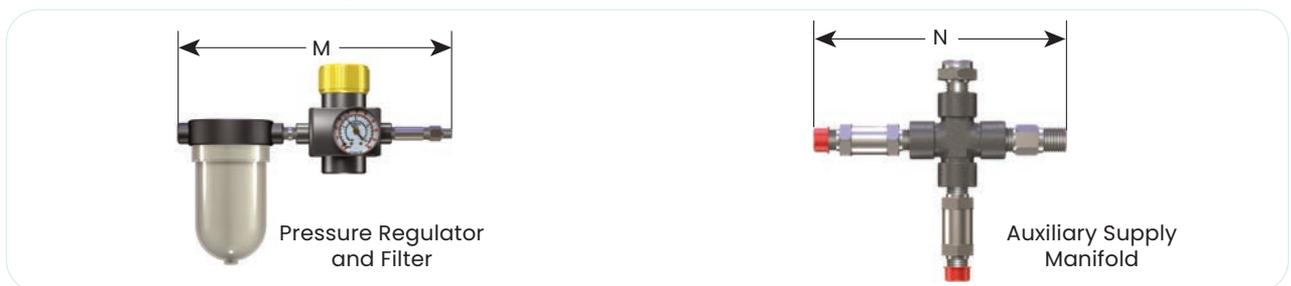 M
N
Pressure Regulator
and Filter
Auxiliary Supply
Manifold